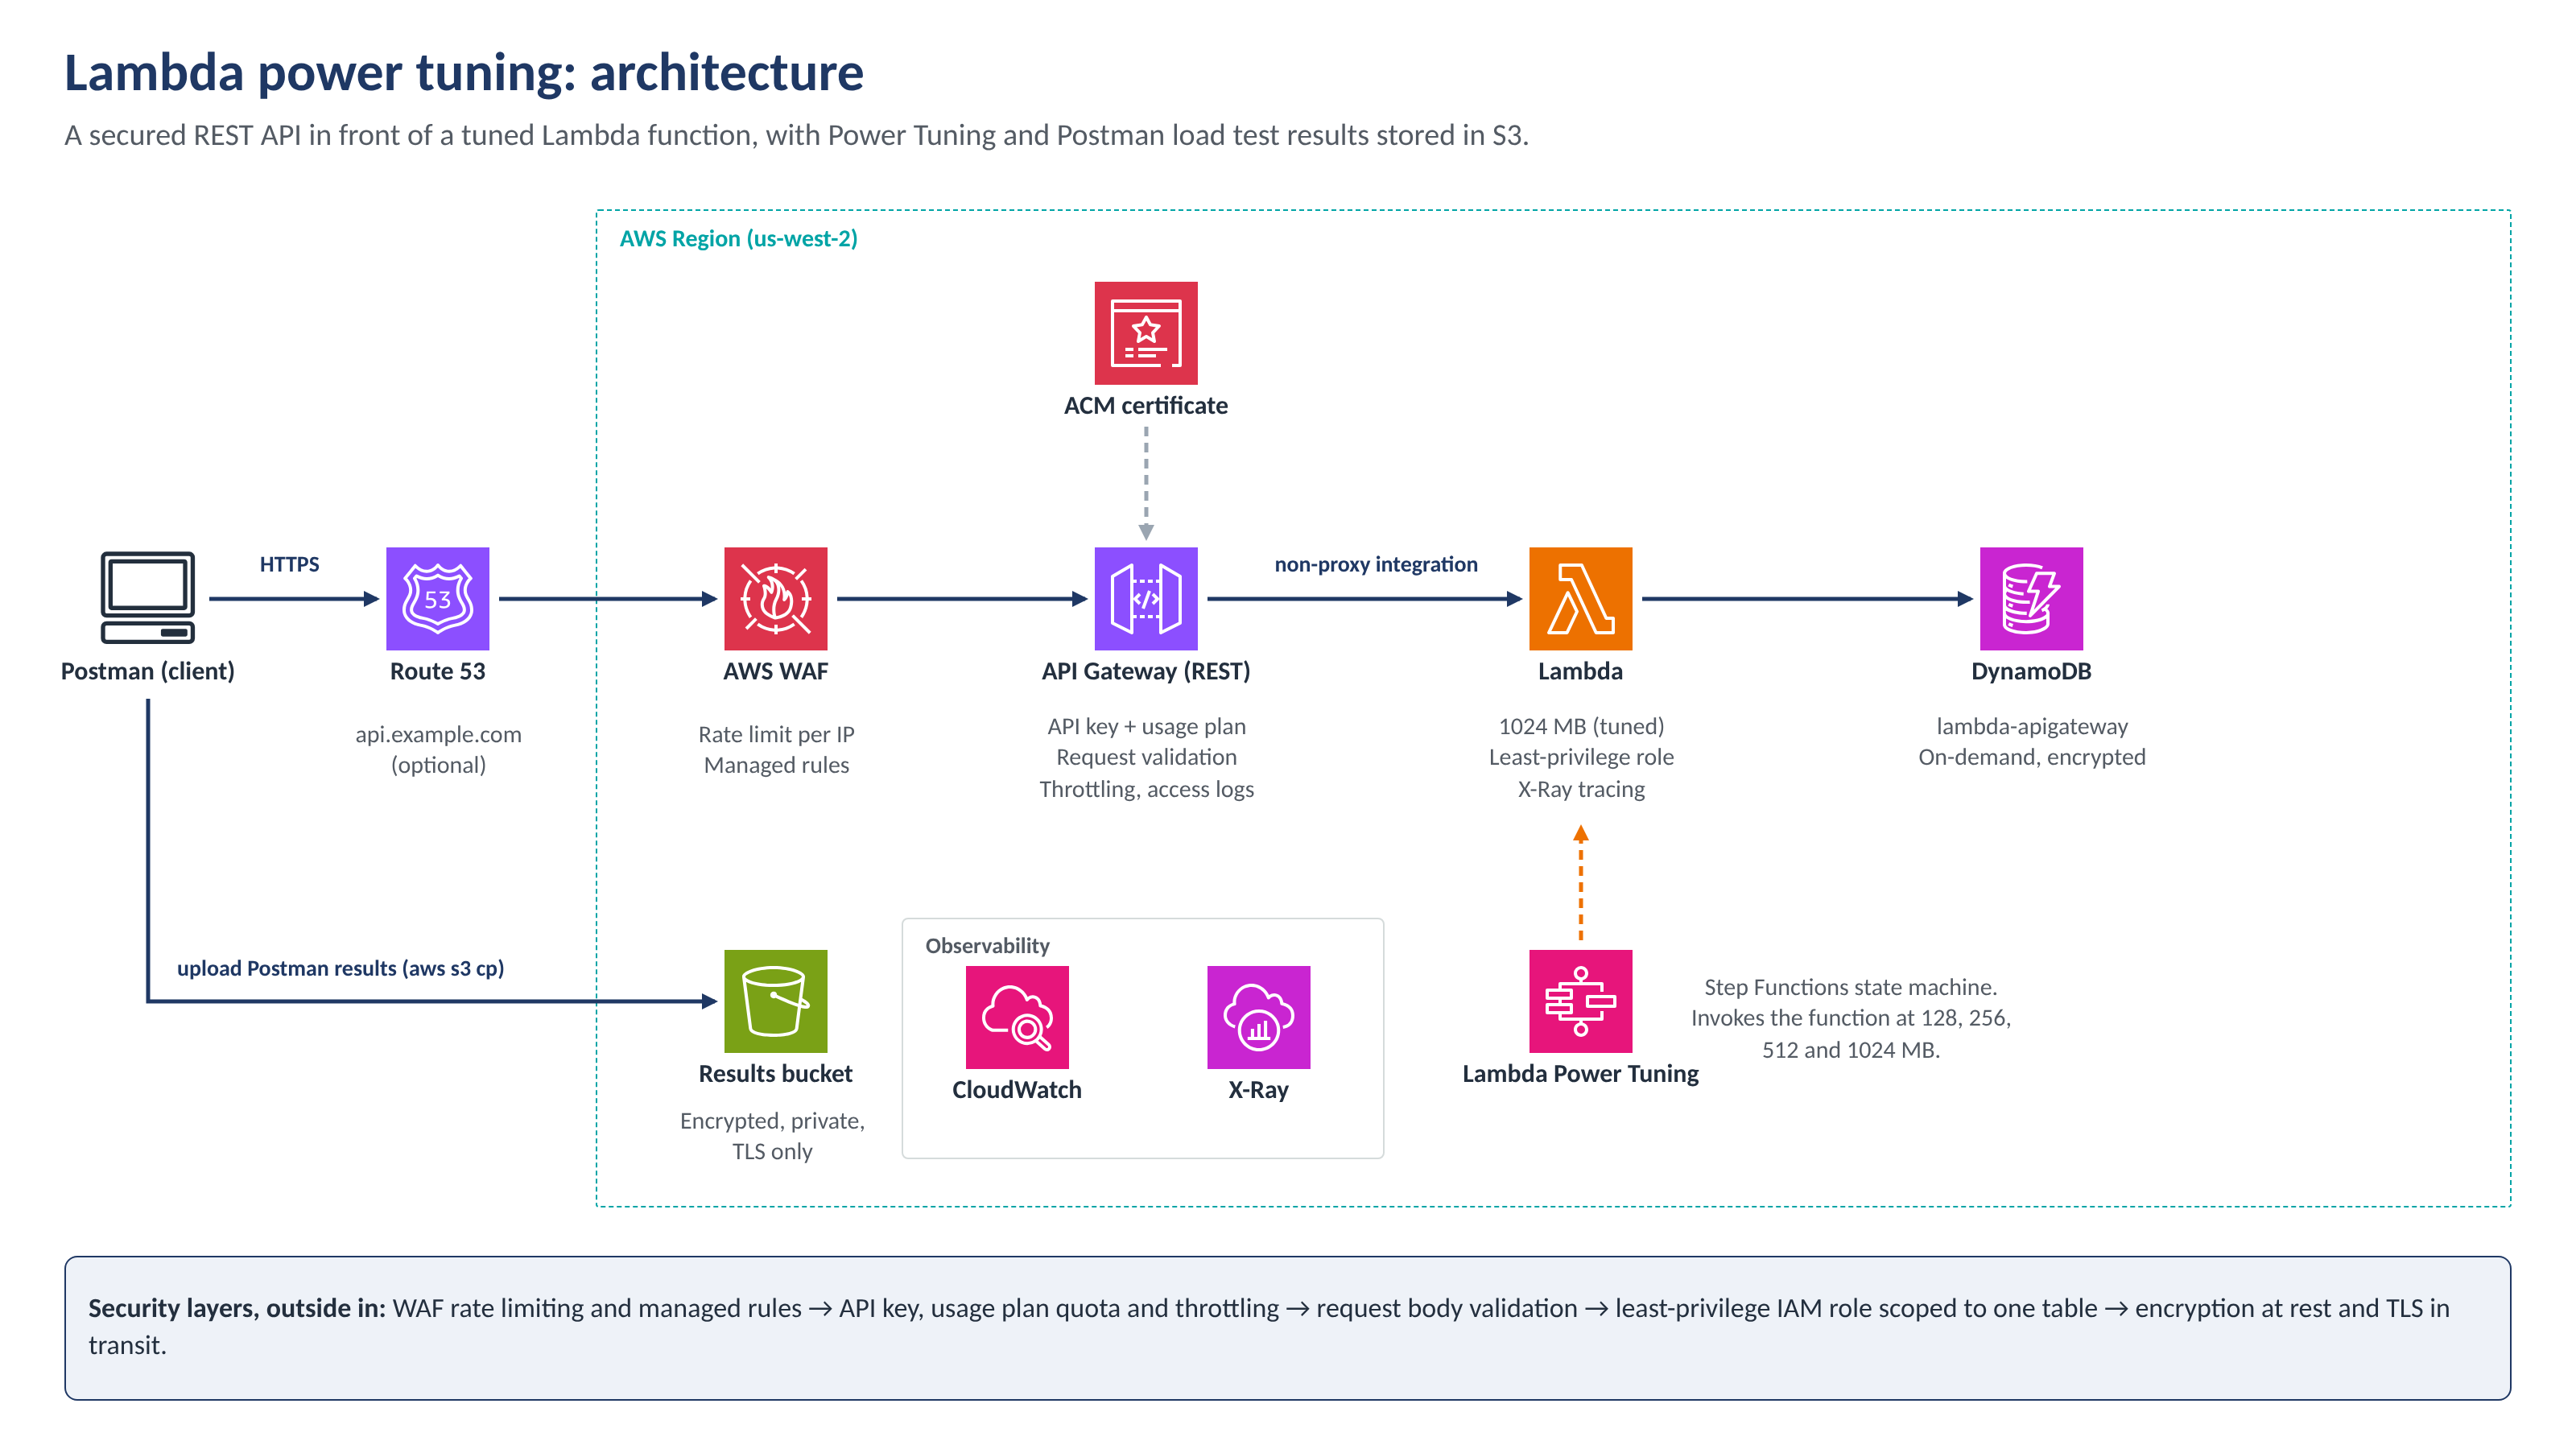 Lambda power tuning: architecture
A secured REST API in front of a tuned Lambda function, with Power Tuning and Postman load test results stored in S3.
AWS Region (us-west-2)
ACM certificate
HTTPS
non-proxy integration
53
Postman (client)
Route 53
AWS WAF
API Gateway (REST)
Lambda
DynamoDB
api.example.com
(optional)
Rate limit per IP
Managed rules
API key + usage plan
Request validation
Throttling, access logs
1024 MB (tuned)
Least-privilege role
X-Ray tracing
lambda-apigateway
On-demand, encrypted
upload Postman results (aws s3 cp)
Results bucket
Encrypted, private,
TLS only
Observability
CloudWatch
X-Ray
Lambda Power Tuning
Step Functions state machine.
Invokes the function at 128, 256,
512 and 1024 MB.
Security layers, outside in: WAF rate limiting and managed rules → API key, usage plan quota and throttling → request body validation → least-privilege IAM role scoped to one table → encryption at rest and TLS in
transit.